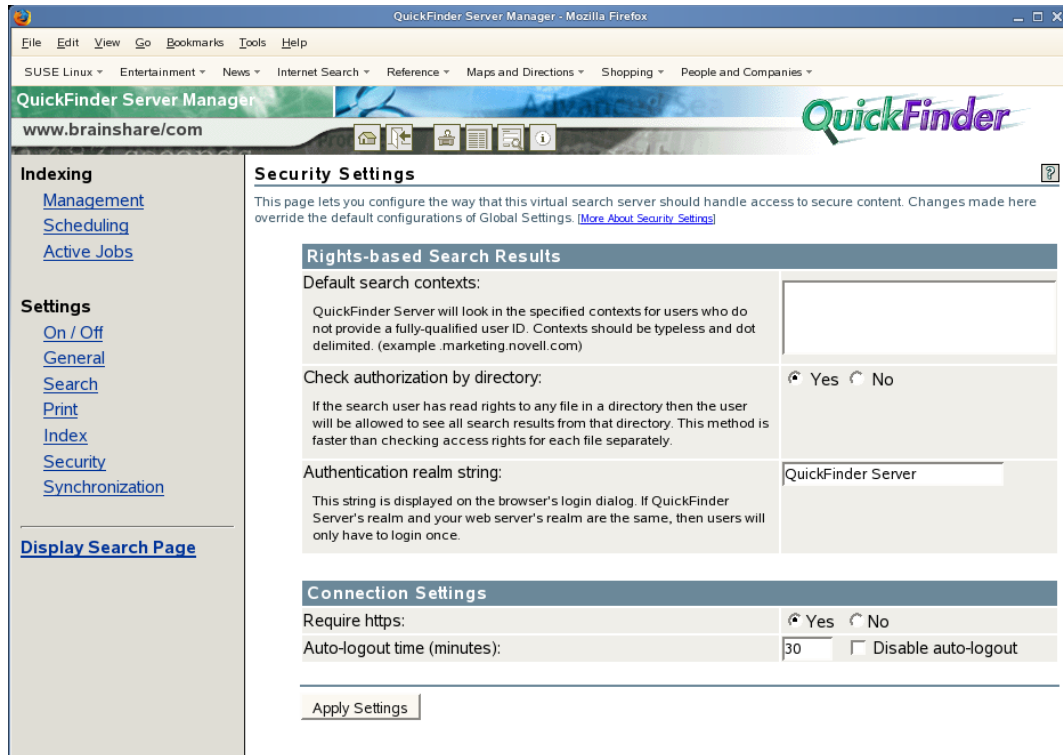 QuickFinder Server Manager - Mozilla Firefox
File Edit View Go Bookmarks Tools Help
SUSE Linux Entertainment News Internet Search Reference Maps and Directions Shopping People and Companies
QuickFinder Server Manager
Advanced Sea
QuickFinder
www.brainshare/com
Indexing
Management
Scheduling
Active Jobs
Settings
On / Off
General
Search
Print
Index
Security
Synchronization
Display Search Page
Security Settings
?
This page lets you configure the way that this virtual search server should handle access to secure content. Changes made here
override the default configurations of Global Settings. [More About Security Settings]
Rights-based Search Results
Default search contexts:
QuickFinder Server will look in the specified contexts for users who do
not provide a fully-qualified user ID. Contexts should be typeless and dot
delimited. (example .marketing.novell.com)
Check authorization by directory:
Yes No
If the search user has read rights to any file in a directory then the user
will be allowed to see all search results from that directory. This method is
faster than checking access rights for each file separately.
Authentication realm string:
QuickFinder Server
This string is displayed on the browser's login dialog. If QuickFinder
Server's realm and your web server's realm are the same, then users will
only have to login once.
Connection Settings
Require https:
Yes No
Auto-logout time (minutes):
30 Disable auto-logout
Apply Settings